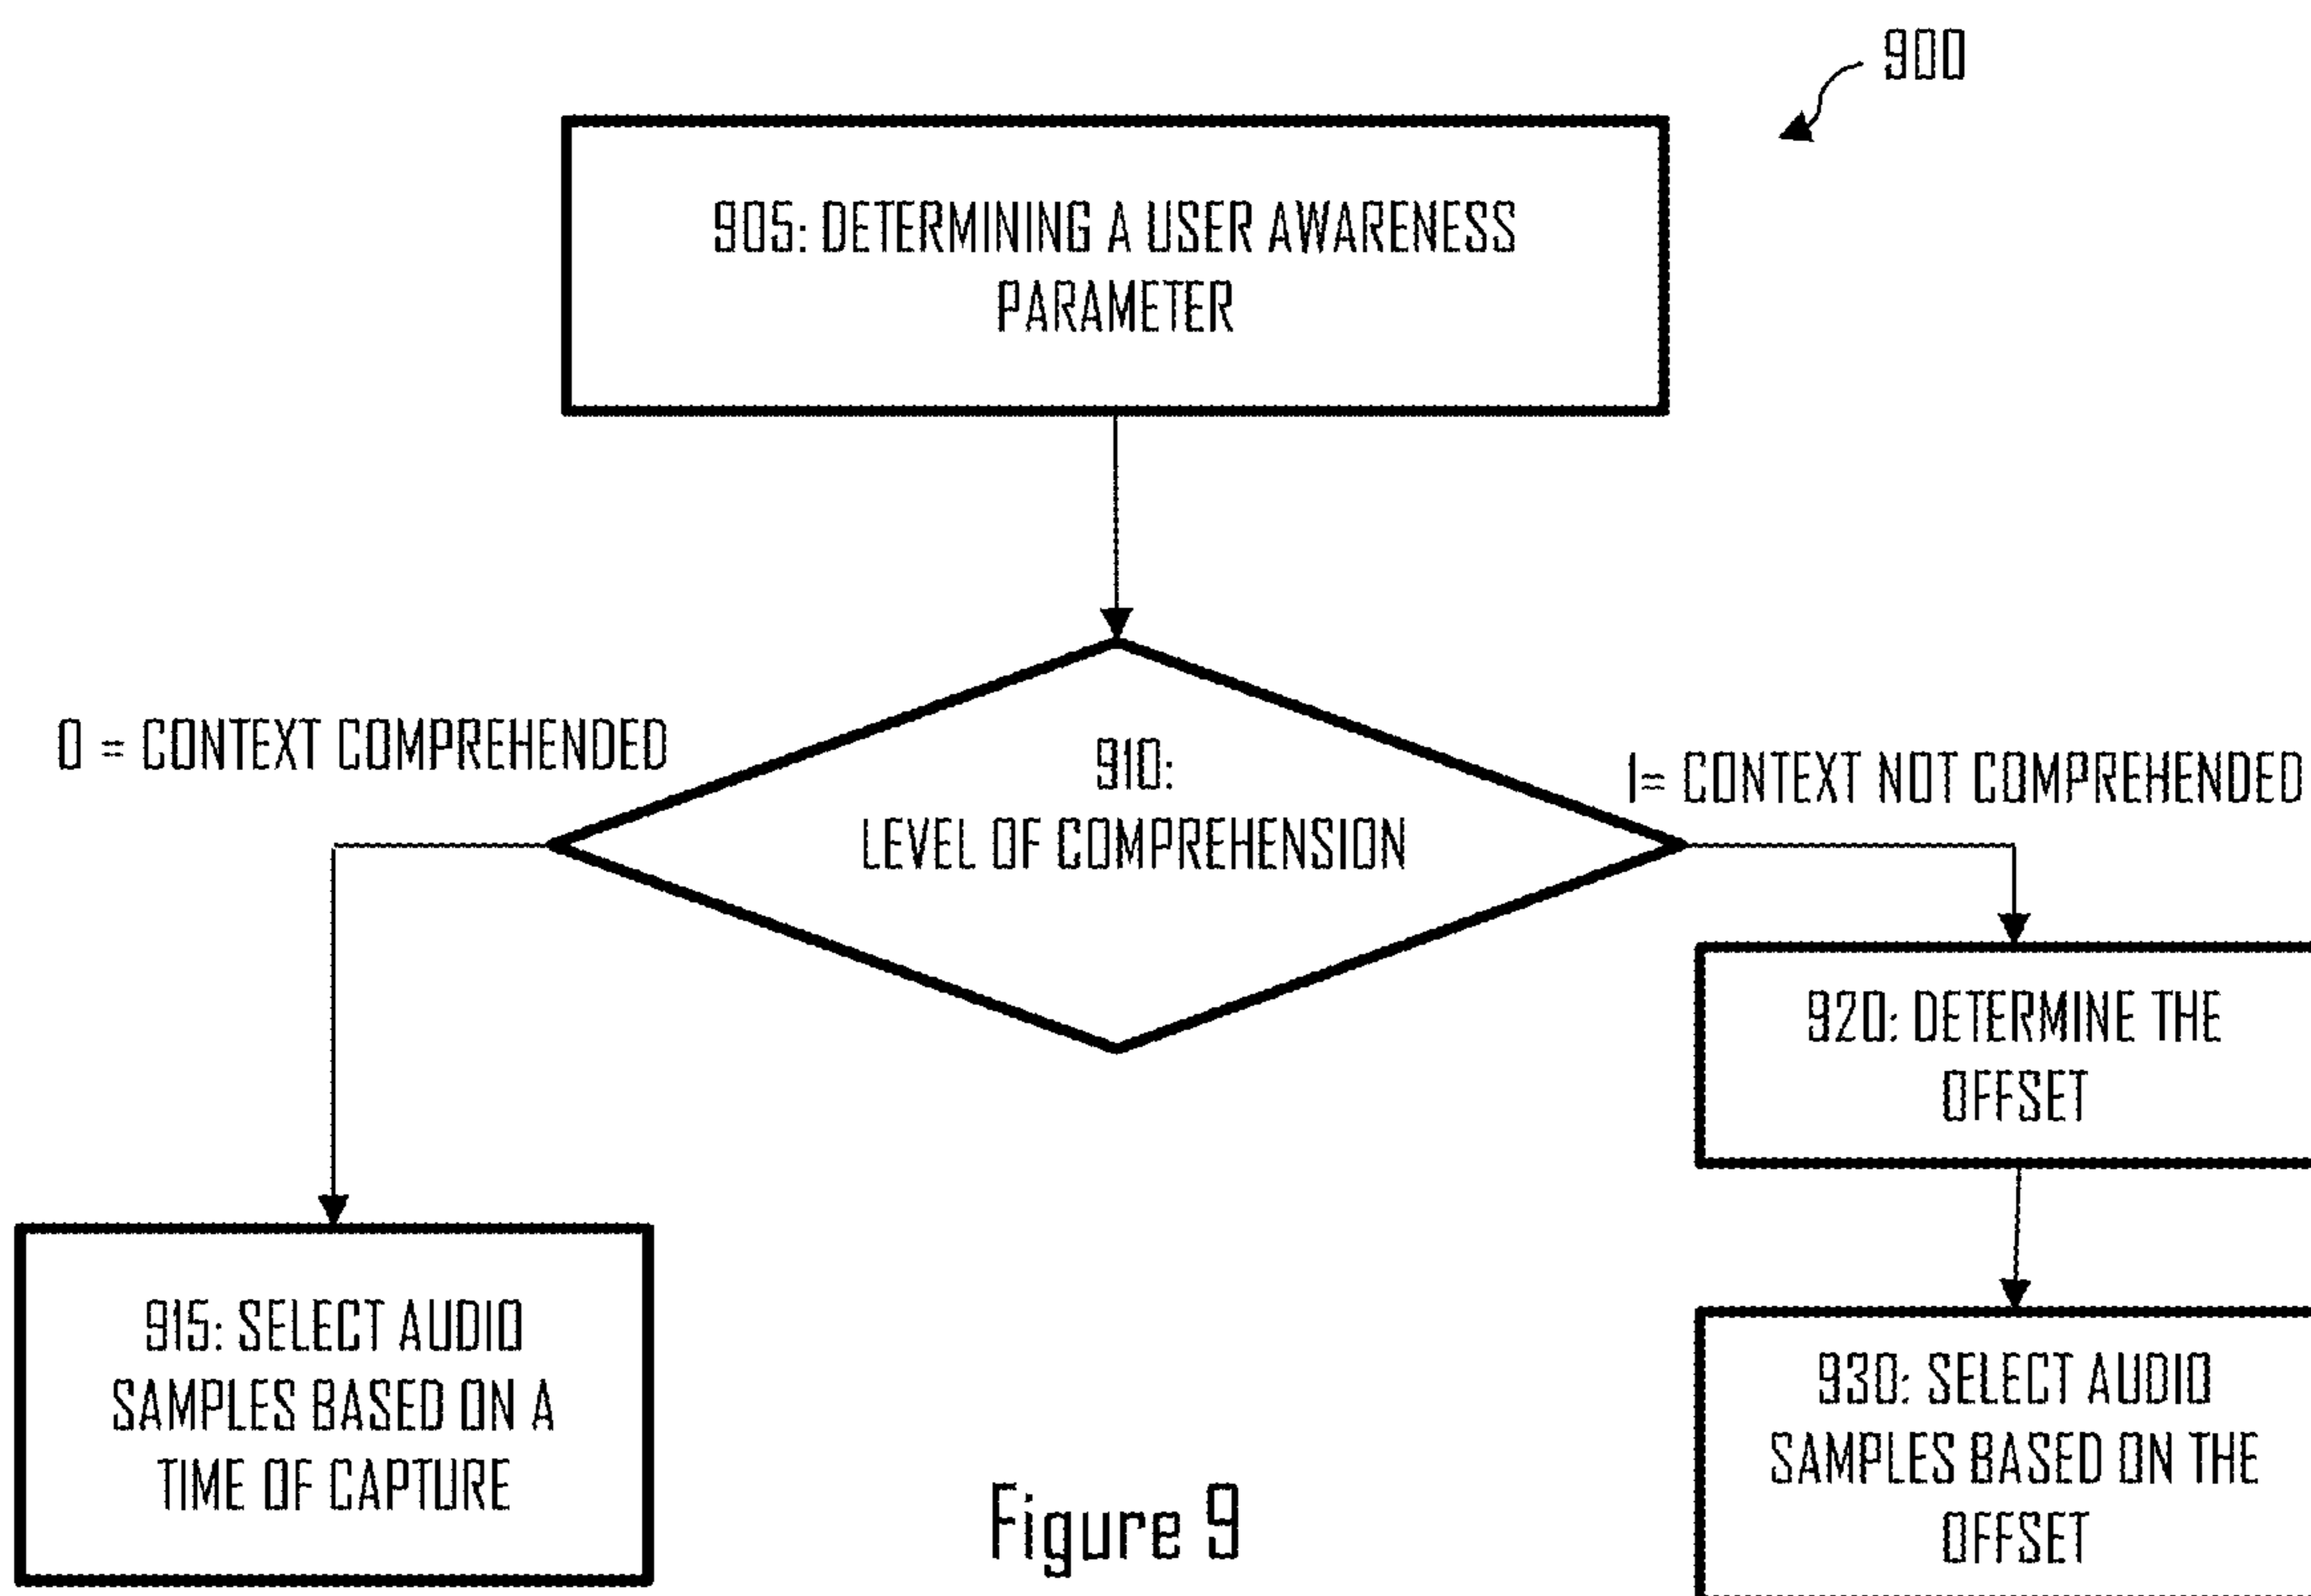 900
905: DETERMINING A USER AWARENESS
PARAMETER
0 = CONTEXT COMPREHENDED
910:
LEVEL OF COMPREHENSION
1= CONTEXT NOT COMPREHENDED
920: DETERMINE THE
OFFSET
915: SELECT AUDIO
SAMPLES BASED ON A
TIME OF CAPTURE
930: SELECT AUDIO
SAMPLES BASED ON THE
OFFSET
Figure 9